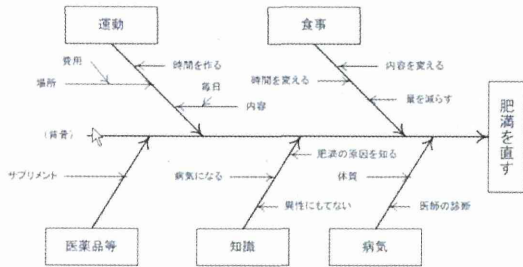 運動
食事
費用
場所
時間を作る
毎日
内容
内容を変える
時間を変える
量を減らす
(背骨)
肥満を直す
サプリメント
病気になる
肥満の原因を知る
体質
異性にもてない
医師の診断
医薬品等
知識
病気